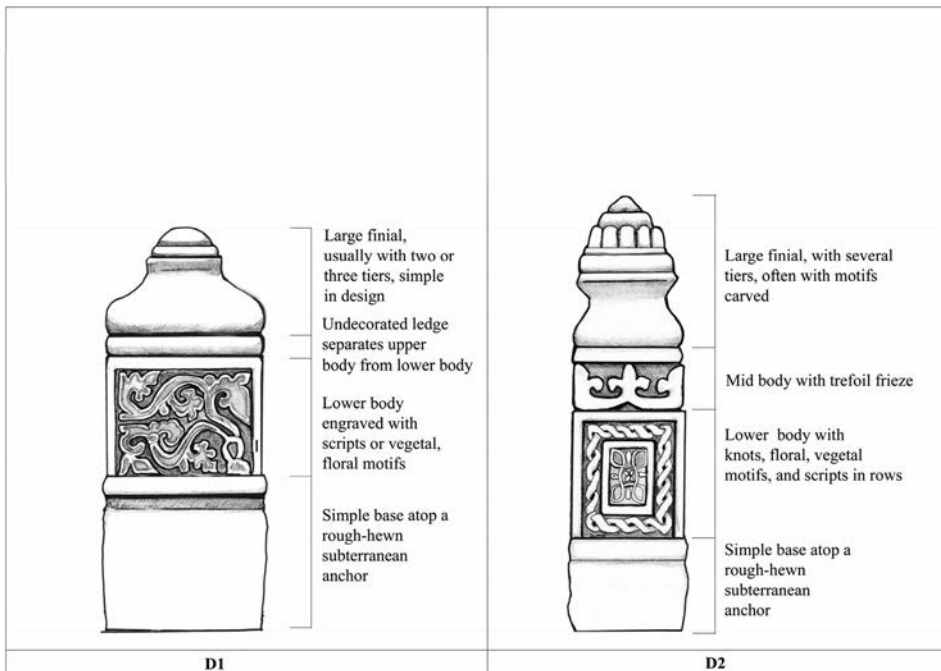 Large finial,
usually with two or
three tiers, simple
in design
Undecorated ledge
separates upper
body from lower body
Lower body
engraved with
scripts or vegetal,
floral motifs
Simple base atop a
rough-hewn
subterranean
anchor
D1
Large finial, with several
tiers, often with motifs
carved
Mid body with trefoil frieze
Lower body with
knots, floral, vegetal
motifs, and scripts in rows
Simple base atop a
rough-hewn
subterranean
anchor
D2